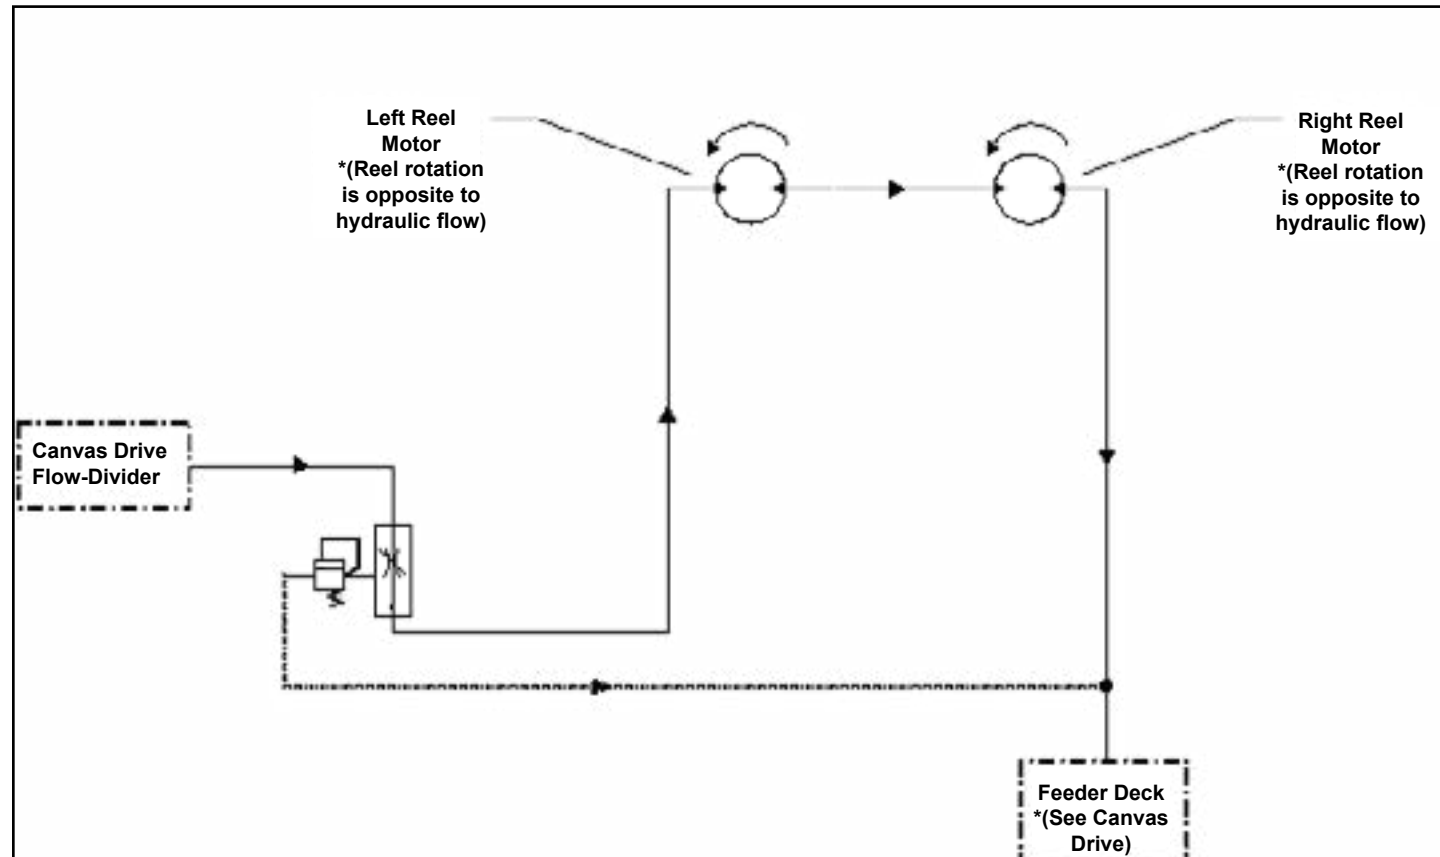 Left Reel
Motor
*(Reel rotation
is opposite to
hydraulic flow)
Right Reel
Motor
*(Reel rotation
is opposite to
hydraulic flow)
Canvas Drive
Flow-Divider
Feeder Deck
*(See Canvas
Drive)